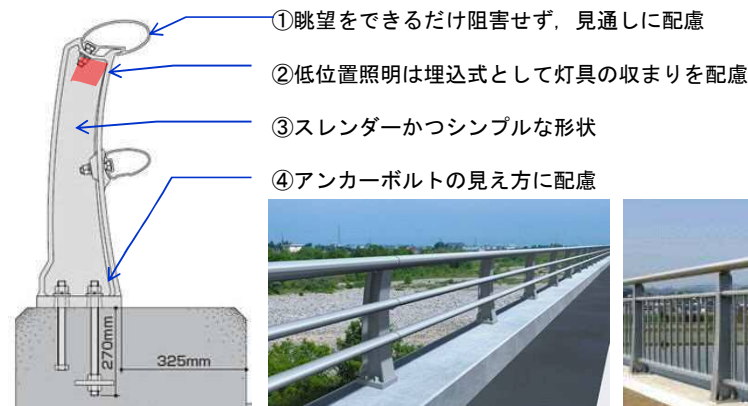 ①眺望をできるだけ阻害せず，見通しに配慮
②低位置照明は埋込式として灯具の収まりを配慮
③スレンダーかつシンプルな形状
④アンカーボルトの見え方に配慮
270mm
325mm